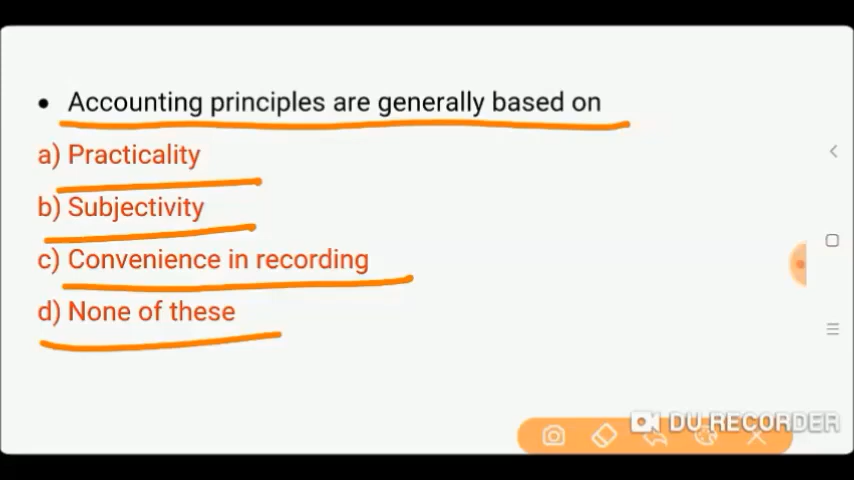 • Accounting principles are generally based on
a) Practicality
b) Subjectivity
c) Convenience in recording
d) None of these
DU RECORDER